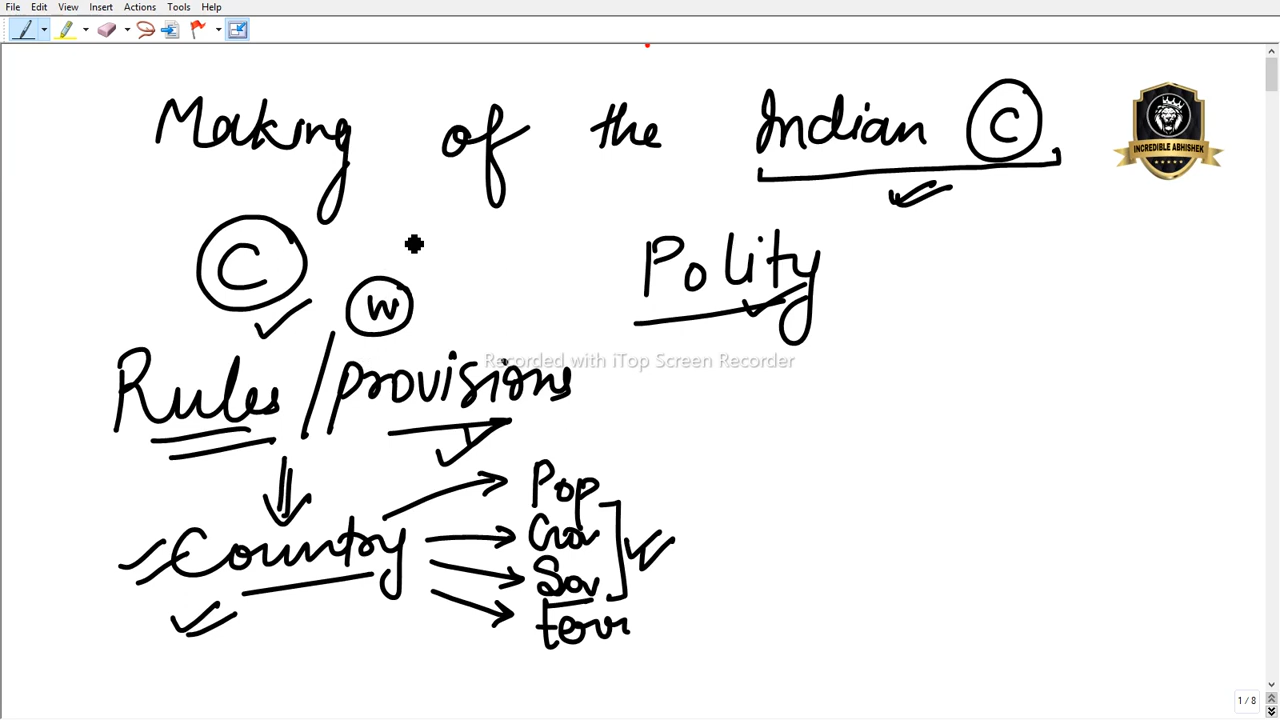 File Edit View Insert Actions Tools Help
Making of the Indian C
INCREDIBLE ABHISHEK
C
Polity
W
Recorded with iTop Screen Recorder
Rules / provisions
Pop
Country
Gov
Sov
terr
1 / 8